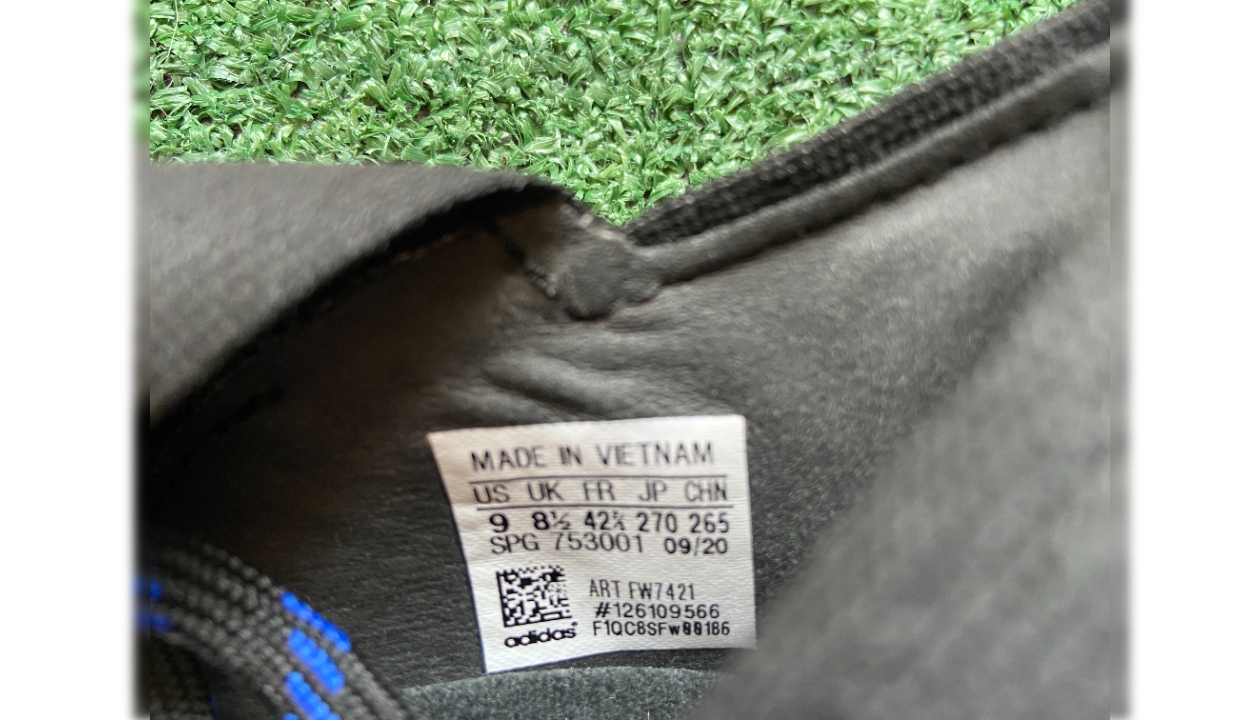 MADE IN VIETNAM
US UK FR JP CHN
9 8½ 42⅔ 270 265
SPG 753001 09/20
ART FW7421
#126109566
F1QC8SFW00186
adidas